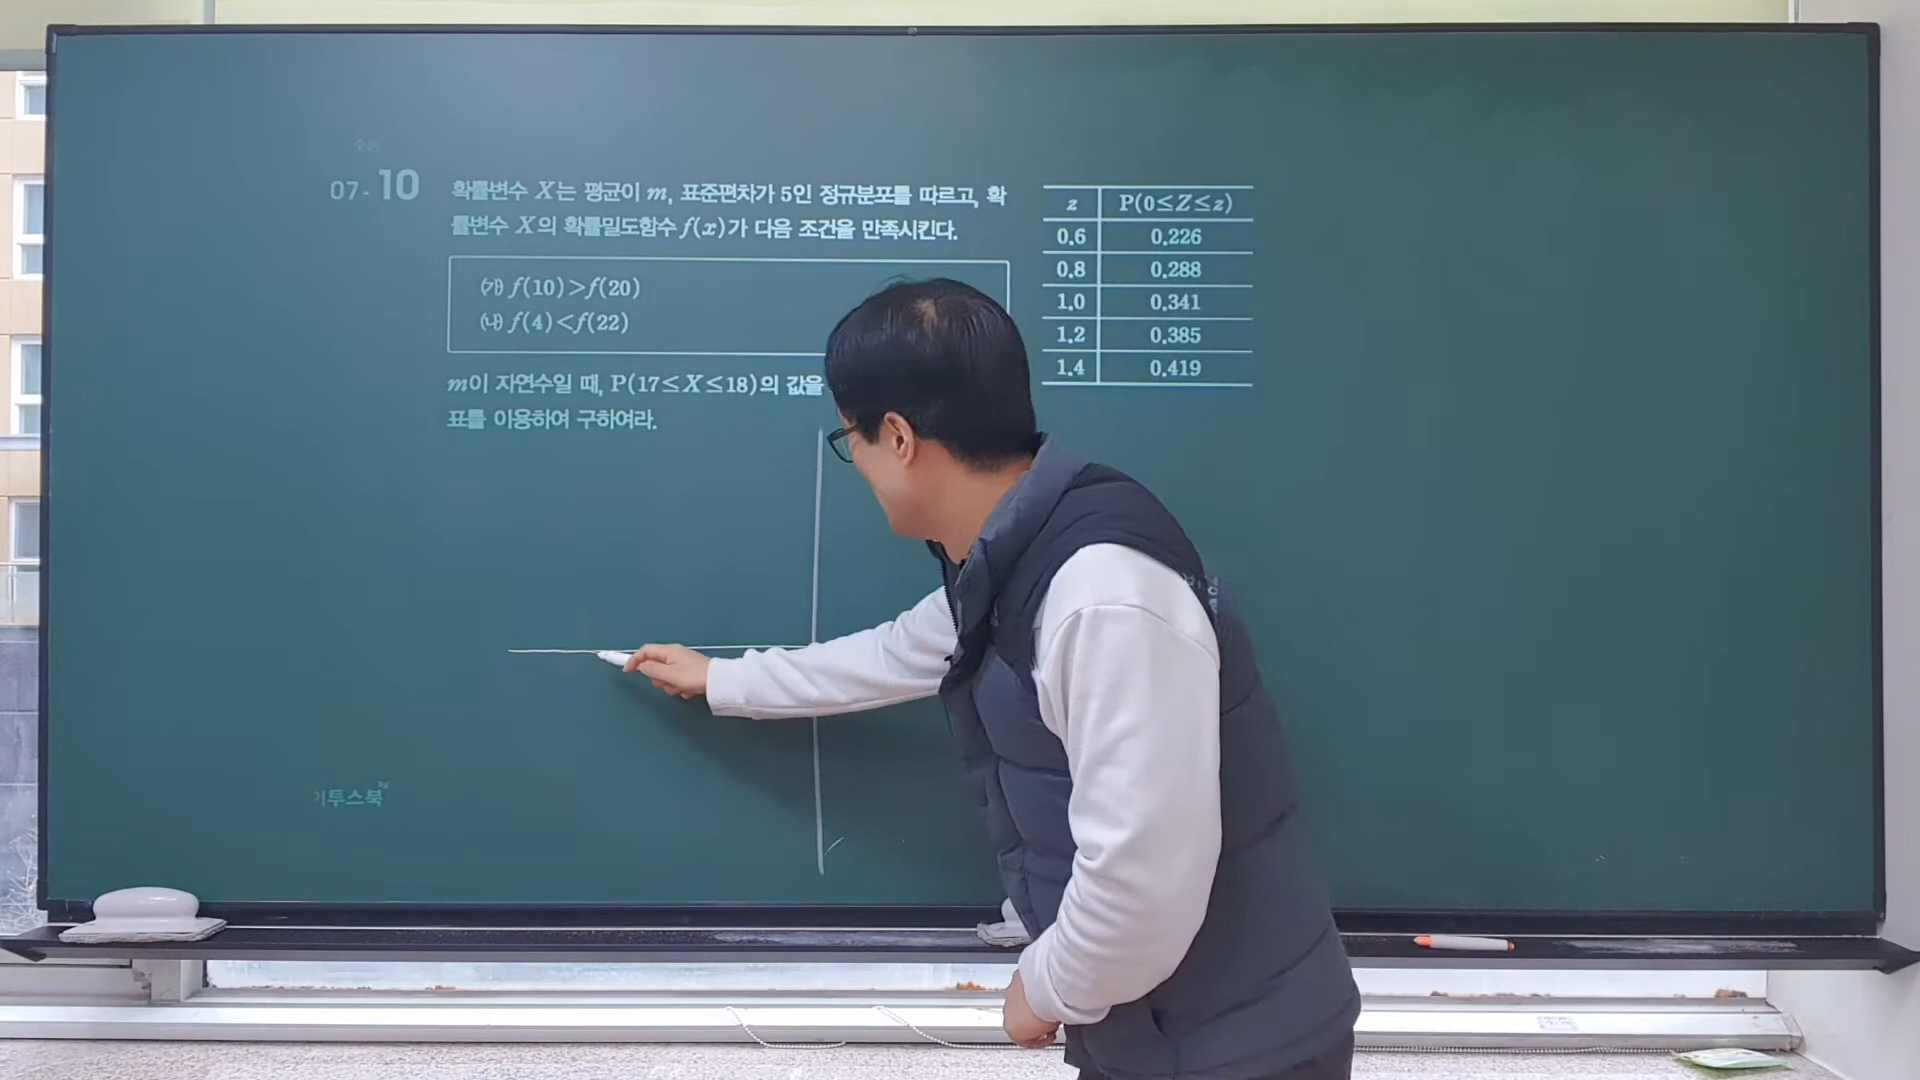 수능
07-10
확률변수 X는 평균이 m, 표준편차가 5인 정규분포를 따르고, 확
률변수 X의 확률밀도함수 f(x)가 다음 조건을 만족시킨다.
㈎ f(10)>f(20)
㈏ f(4)<f(22)
m이 자연수일 때, P(17≤X≤18)의 값을
표를 이용하여 구하여라.
z P(0≤Z≤z)
0.6 0.226
0.8 0.288
1.0 0.341
1.2 0.385
1.4 0.419
이투스북